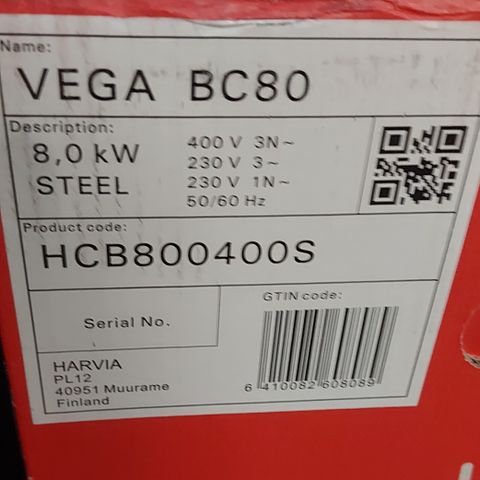 Name:
VEGA BC80
Description:
8,0 kW
STEEL
400 V 3N~
230 V 3~
230 V 1N~
50/60 Hz
Product code:
HCB800400S
Serial No.
GTIN code:
6 410082 608089
HARVIA
PL12
40951 Muurame
Finland